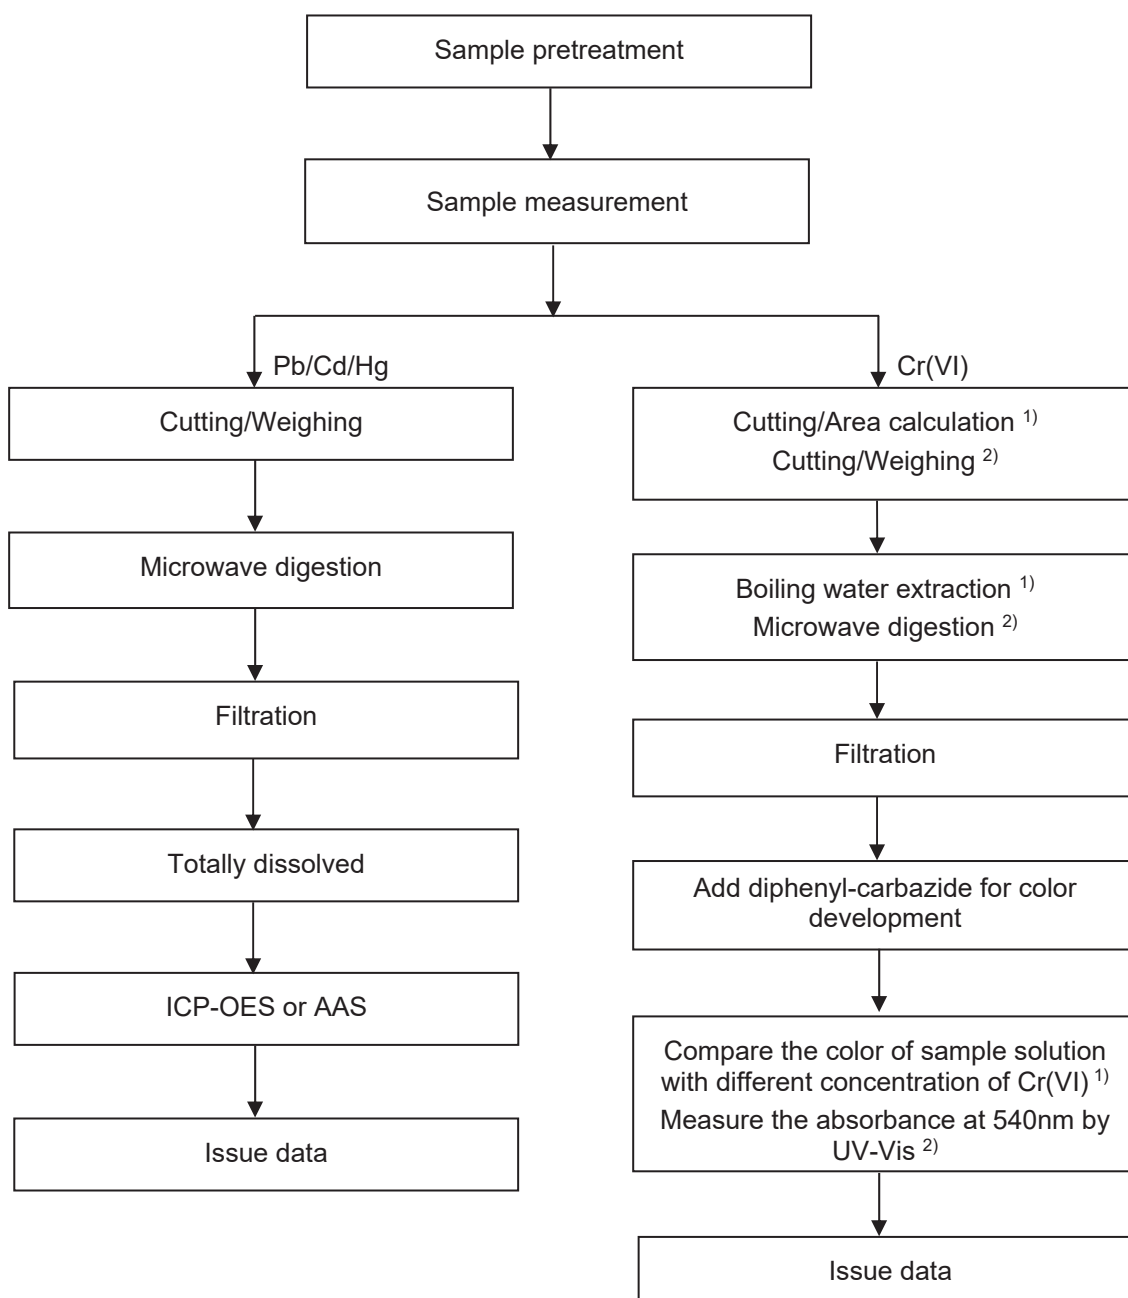 Sample pretreatment
Sample measurement
Pb/Cd/Hg
Cutting/Weighing
Microwave digestion
Filtration
Totally dissolved
ICP-OES or AAS
Issue data
Cr(VI)
Cutting/Area calculation 1)
Cutting/Weighing 2)
Boiling water extraction 1)
Microwave digestion 2)
Filtration
Add diphenyl-carbazide for color
development
Compare the color of sample solution
with different concentration of Cr(VI) 1)
Measure the absorbance at 540nm by
UV-Vis 2)
Issue data